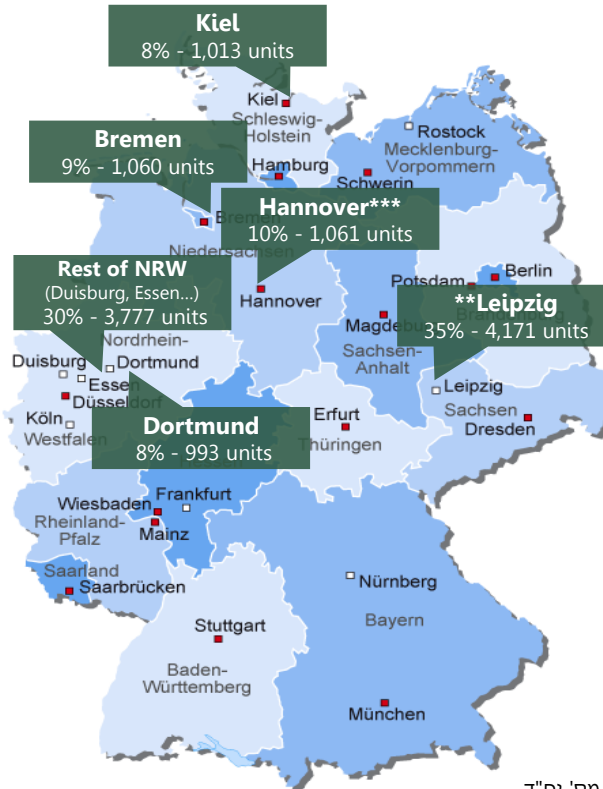 Kiel
8% - 1,013 units
Kiel
Schleswig-
Holstein
Rostock
Mecklenburg-
Vorpommern
Bremen
9% - 1,060 units
Hamburg
Schwerin
Bremen
Hannover***
10% - 1,061 units
Niedersachsen
Rest of NRW
(Duisburg, Essen...)
30% - 3,777 units
Hannover
Potsdam
Berlin
Brandenburg
**Leipzig
35% - 4,171 units
Magdebu
Sachsen-
Anhalt
Nordrhein-
Duisburg
Dortmund
Essen
Düsseldorf
Köln
Westfalen
Leipzig
Sachsen
Dresden
Erfurt
Thüringen
Dortmund
8% - 993 units
Wiesbaden
Frankfurt
Rheinland-
Pfalz
Mainz
Saarland
Saarbrücken
Nürnberg
Bayern
Stuttgart
Baden-
Württemberg
München